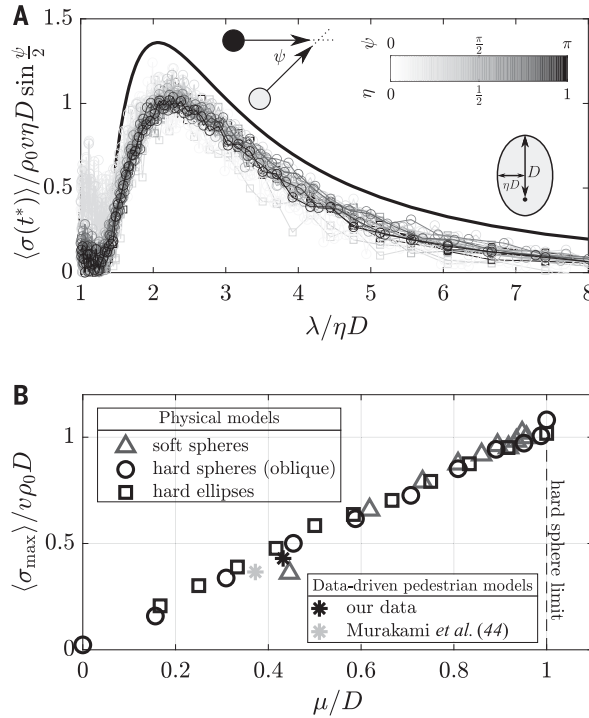 A
⟨σ(t*)⟩/ρ₀vηD sin ψ/2
1.5
1
0.5
0
ψ
ψ 0 π/2 π
η 0 1/2 1
D
ηD
1 2 3 4 5 6 7 8
λ/ηD
B
⟨σmax⟩/vρ₀D
1
0.5
0
Physical models
soft spheres
hard spheres (oblique)
hard ellipses
hard sphere limit
Data-driven pedestrian models
our data
Murakami et al. (44)
0 0.2 0.4 0.6 0.8 1
μ/D